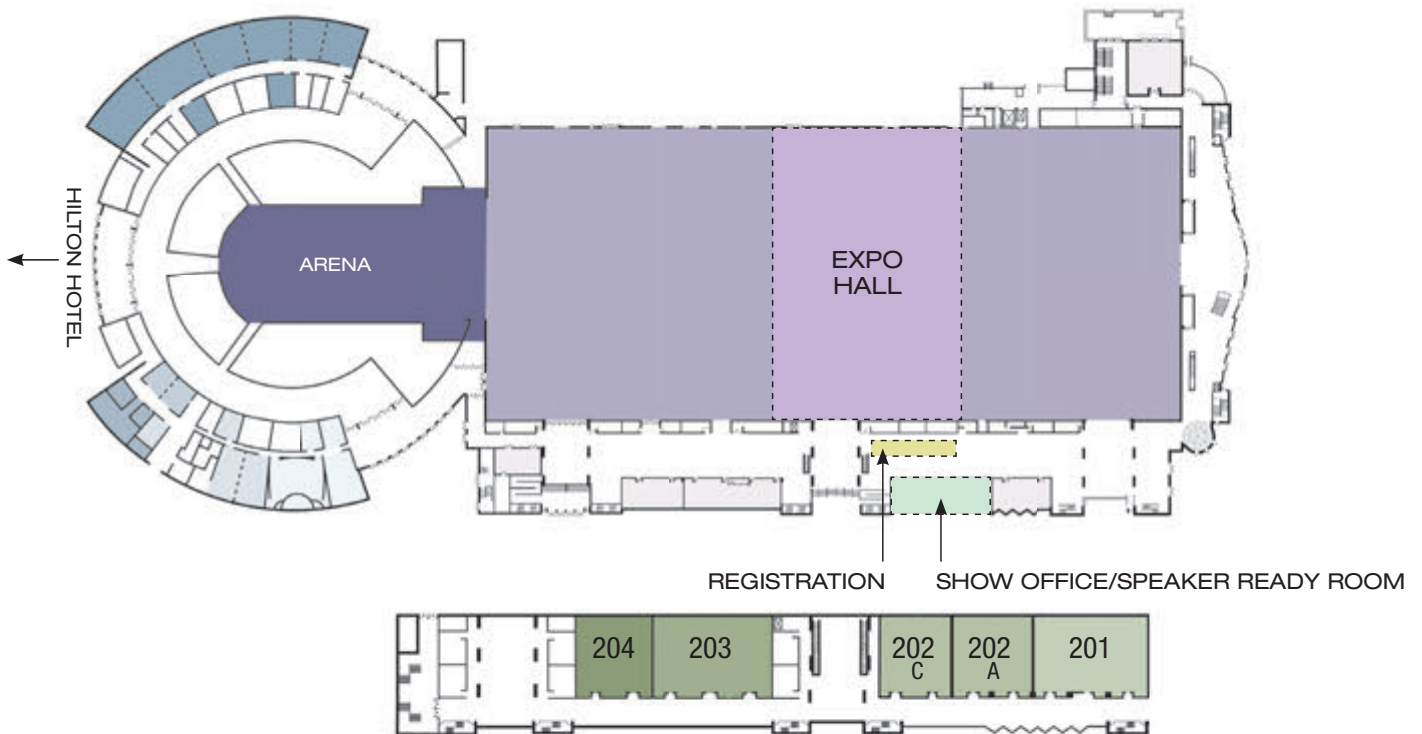 HILTON HOTEL
ARENA
EXPO
HALL
REGISTRATION
SHOW OFFICE/SPEAKER READY ROOM
204
203
202
C
202
A
201